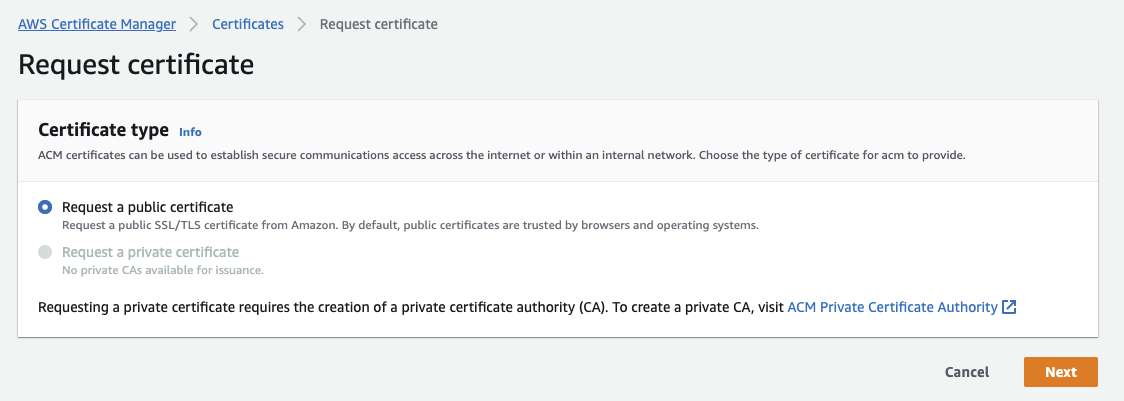 AWS Certificate Manager > Certificates > Request certificate
Request certificate
Certificate type Info
ACM certificates can be used to establish secure communications access across the internet or within an internal network. Choose the type of certificate for acm to provide.
Request a public certificate
Request a public SSL/TLS certificate from Amazon. By default, public certificates are trusted by browsers and operating systems.
Request a private certificate
No private CAs available for issuance.
Requesting a private certificate requires the creation of a private certificate authority (CA). To create a private CA, visit ACM Private Certificate Authority
Cancel Next